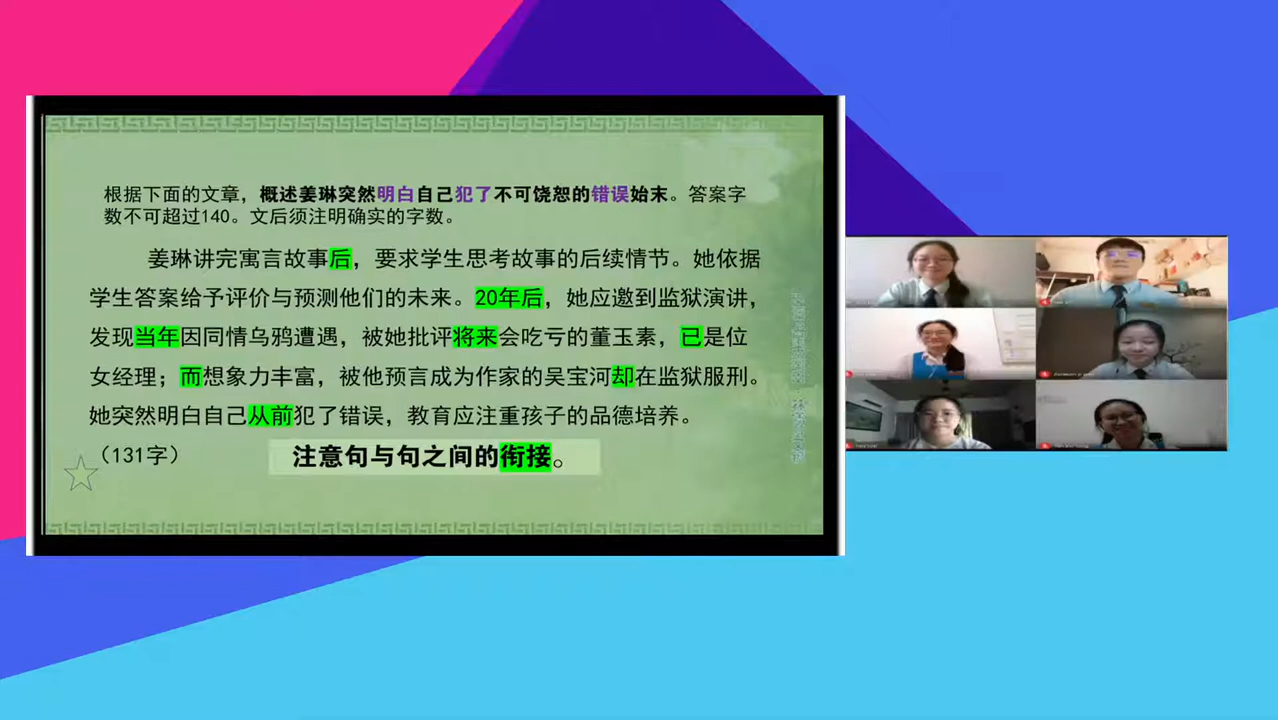 根据下面的文章，概述姜琳突然明白自己犯了不可饶恕的错误始末。答案字
数不可超过140。文后须注明确实的字数。
姜琳讲完寓言故事后，要求学生思考故事的后续情节。她依据
学生答案给予评价与预测他们的未来。20年后，她应邀到监狱演讲，
发现当年因同情乌鸦遭遇，被她批评将来会吃亏的董玉素，已是位
女经理；而想象力丰富，被他预言成为作家的吴宝河却在监狱服刑。
她突然明白自己从前犯了错误，教育应注重孩子的品德培养。
（131字）
注意句与句之间的衔接。